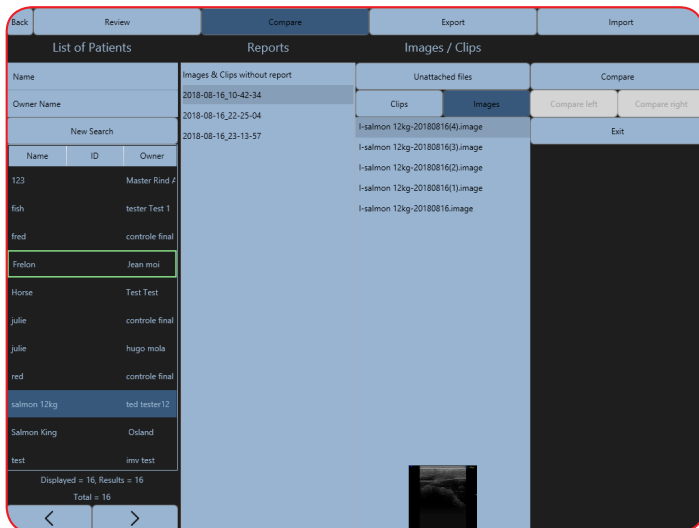 Back Review Compare Export Import
List of Patients Reports Images / Clips
Name
Owner Name
New Search
Name ID Owner
123 Master Rind A
fish tester Test 1
fred controle final
Frelon Jean moi
Horse Test Test
julie controle final
julie hugo mola
red controle final
salmon 12kg ted tester12
Salmon King Osland
test imv test
Displayed = 16, Results = 16
Total = 16
Images & Clips without report
2018-08-16_10-42-34
2018-08-16_22-25-04
2018-08-16_23-13-57
Unattached files
Clips Images
I-salmon 12kg-20180816(4).image
I-salmon 12kg-20180816(3).image
I-salmon 12kg-20180816(2).image
I-salmon 12kg-20180816(1).image
I-salmon 12kg-20180816.image
Compare
Compare left Compare right
Exit